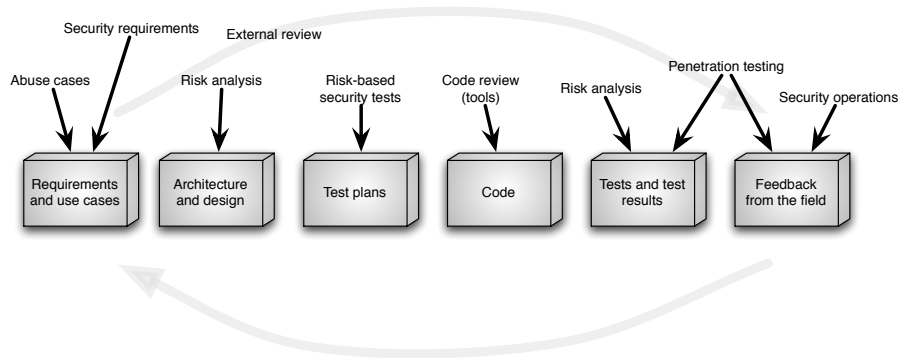 Security requirements
External review
Abuse cases
Risk analysis
Risk-based
security tests
Code review
(tools)
Risk analysis
Penetration testing
Security operations
Requirements
and use cases
Architecture
and design
Test plans
Code
Tests and test
results
Feedback
from the field